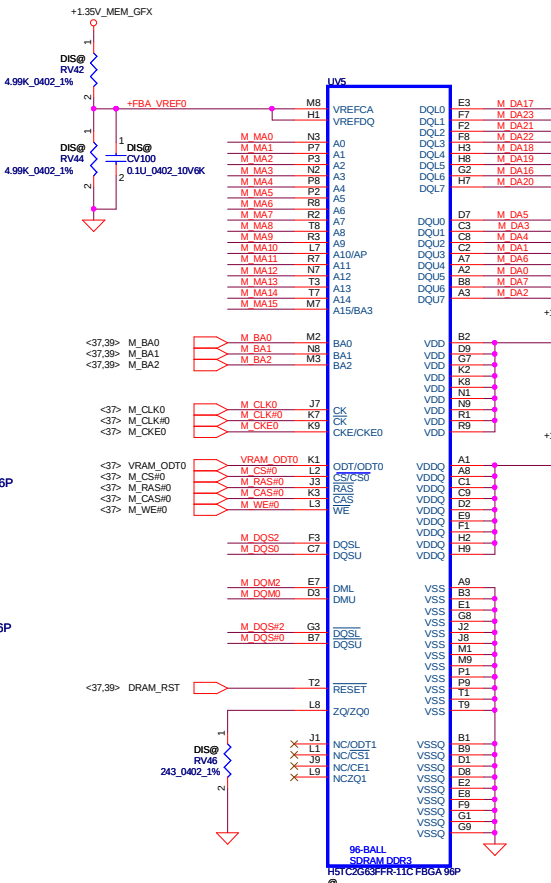 +1.35V_MEM_GFX
1
DIS@
RV42
4.99K_0402_1%
2
+FBA_VREF0
1
DIS@
RV44
4.99K_0402_1%
2
1
DIS@
CV100
0.1U_0402_10V6K
2
UV5
M8 VREFCA
H1 VREFDQ
M_MA0 N3 A0
M_MA1 P7 A1
M_MA2 P3 A2
M_MA3 N2 A3
M_MA4 P8 A4
M_MA5 P2 A5
M_MA6 R8 A6
M_MA7 R2 A7
M_MA8 T8 A8
M_MA9 R3 A9
M_MA10 L7 A10/AP
M_MA11 R7 A11
M_MA12 N7 A12
M_MA13 T3 A13
M_MA14 T7 A14
M_MA15 M7 A15/BA3
<37,39> M_BA0 M_BA0 M2 BA0
<37,39> M_BA1 M_BA1 N8 BA1
<37,39> M_BA2 M_BA2 M3 BA2
<37> M_CLK0 M_CLK0 J7 CK
<37> M_CLK#0 M_CLK#0 K7 CK
<37> M_CKE0 M_CKE0 K9 CKE/CKE0
<37> VRAM_ODT0 VRAM_ODT0 K1 ODT/ODT0
<37> M_CS#0 M_CS#0 L2 CS/CS0
<37> M_RAS#0 M_RAS#0 J3 RAS
<37> M_CAS#0 M_CAS#0 K3 CAS
<37> M_WE#0 M_WE#0 L3 WE
M_DQS2 F3 DQSL
M_DQS0 C7 DQSU
M_DQM2 E7 DML
M_DQM0 D3 DMU
M_DQS#2 G3 DQSL
M_DQS#0 B7 DQSU
<37,39> DRAM_RST T2 RESET
L8 ZQ/ZQ0
1
DIS@
RV46
243_0402_1%
2
J1 NC/ODT1
L1 NC/CS1
J9 NC/CE1
L9 NCZQ1
DQL0 E3 M_DA17
DQL1 F7 M_DA23
DQL2 F2 M_DA21
DQL3 F8 M_DA22
DQL4 H3 M_DA18
DQL5 H8 M_DA19
DQL6 G2 M_DA16
DQL7 H7 M_DA20
DQU0 D7 M_DA5
DQU1 C3 M_DA3
DQU2 C8 M_DA4
DQU3 C2 M_DA1
DQU4 A7 M_DA6
DQU5 A2 M_DA0
DQU6 B8 M_DA7
DQU7 A3 M_DA2
VDD B2
VDD D9
VDD G7
VDD K2
VDD K8
VDD N1
VDD N9
VDD R1
VDD R9
VDDQ A1
VDDQ A8
VDDQ C1
VDDQ C9
VDDQ D2
VDDQ E9
VDDQ F1
VDDQ H2
VDDQ H9
VSS A9
VSS B3
VSS E1
VSS G8
VSS J2
VSS J8
VSS M1
VSS M9
VSS P1
VSS P9
VSS T1
VSS T9
VSSQ B1
VSSQ B9
VSSQ D1
VSSQ D8
VSSQ E2
VSSQ E8
VSSQ F9
VSSQ G1
VSSQ G9
96-BALL
SDRAM DDR3
H5TC2G63FFR-11C FBGA 96P
@
6P
6P
+1
+1